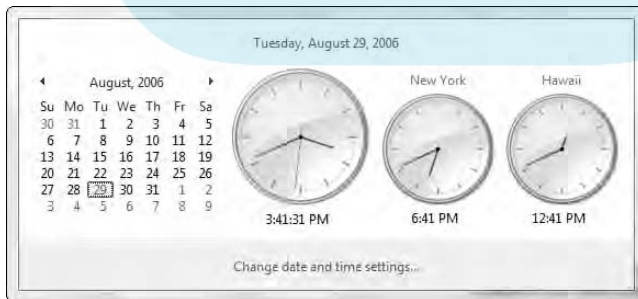 Tuesday, August 29, 2006
August, 2006
New York
Hawaii
Su Mo Tu We Th Fr Sa
30 31 1 2 3 4 5
6 7 8 9 10 11 12
13 14 15 16 17 18 19
20 21 22 23 24 25 26
27 28 29 30 31 1 2
3 4 5 6 7 8 9
3:41:31 PM
6:41 PM
12:41 PM
Change date and time settings...